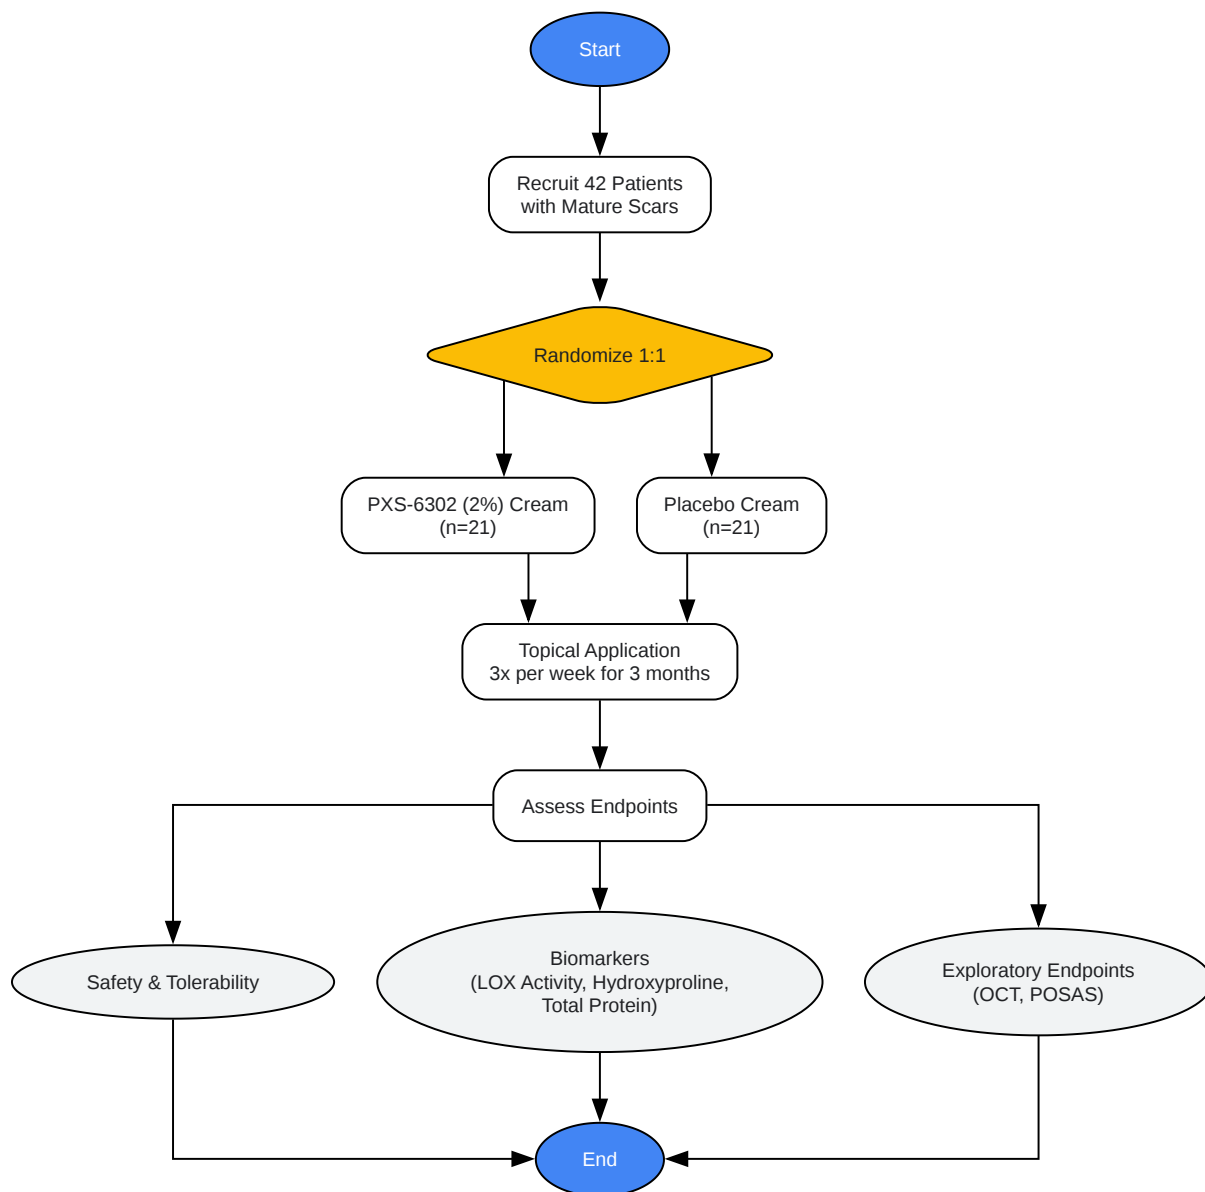 Start
Recruit 42 Patients
with Mature Scars
Randomize 1:1
PXS-6302 (2%) Cream
(n=21)
Placebo Cream
(n=21)
Topical Application
3x per week for 3 months
Assess Endpoints
Safety & Tolerability
Biomarkers
(LOX Activity, Hydroxyproline,
Total Protein)
Exploratory Endpoints
(OCT, POSAS)
End